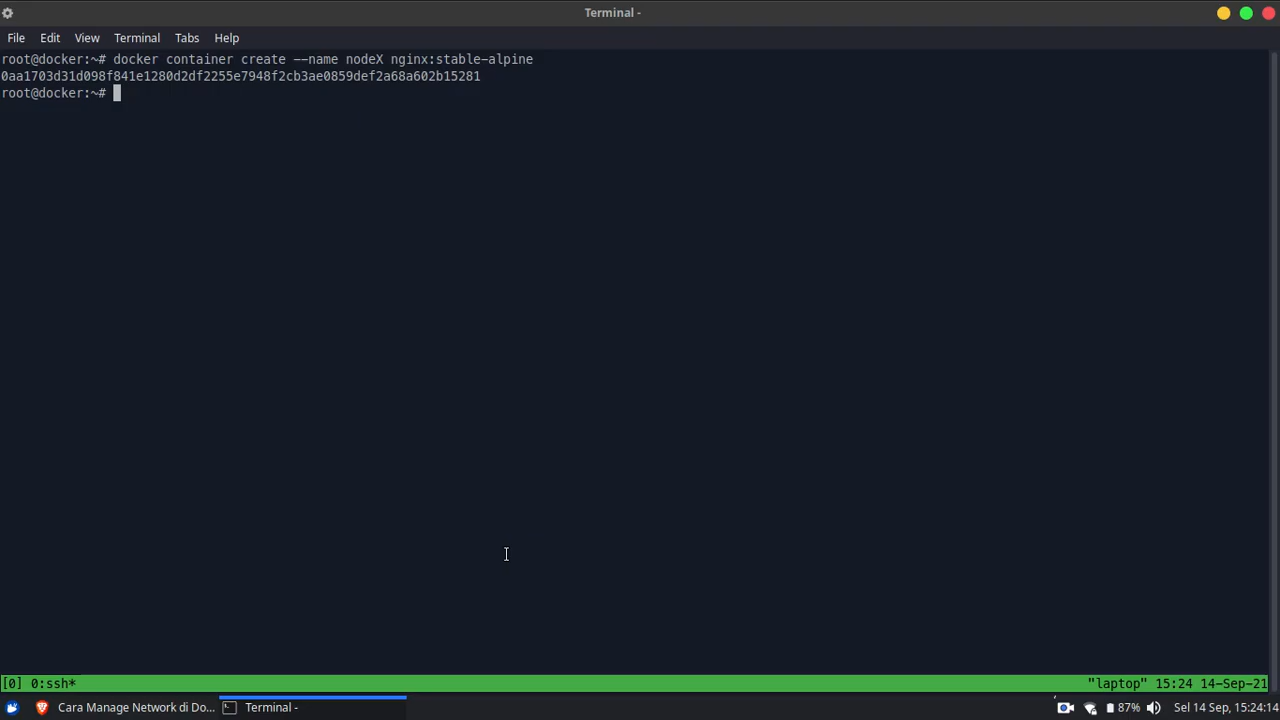 Terminal -
File Edit View Terminal Tabs Help
root@docker:~# docker container create --name nodeX nginx:stable-alpine
0aa1703d31d098f841e1280d2df2255e7948f2cb3ae0859def2a68a602b15281
root@docker:~#
[0] 0:ssh* "laptop" 15:24 14-Sep-21
Cara Manage Network di Do... Terminal - 87% Sel 14 Sep, 15:24:14